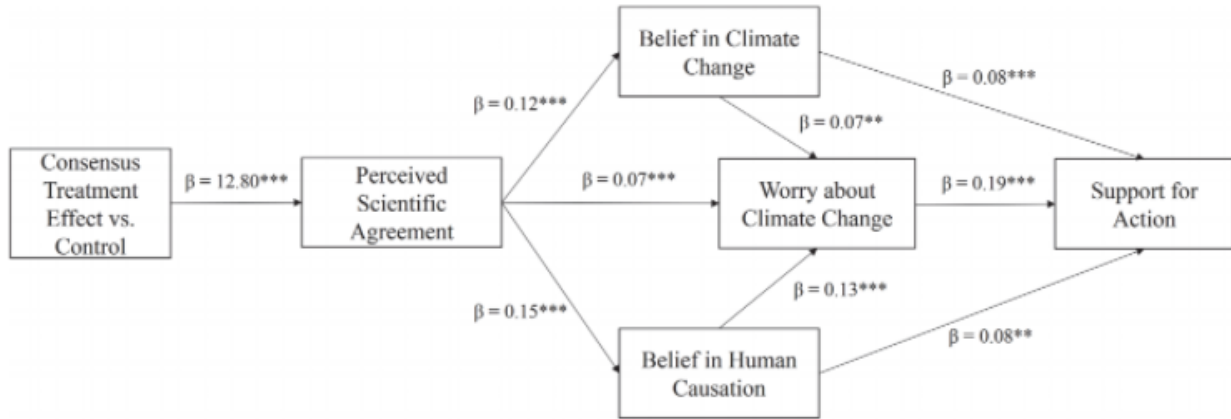 Belief in Climate
Change
β = 0.08***
β = 0.12***
β = 0.07**
Consensus
Treatment
Effect vs.
Control
β = 12.80***
Perceived
Scientific
Agreement
β = 0.07***
Worry about
Climate Change
β = 0.19***
Support for
Action
β = 0.13***
β = 0.15***
β = 0.08**
Belief in Human
Causation